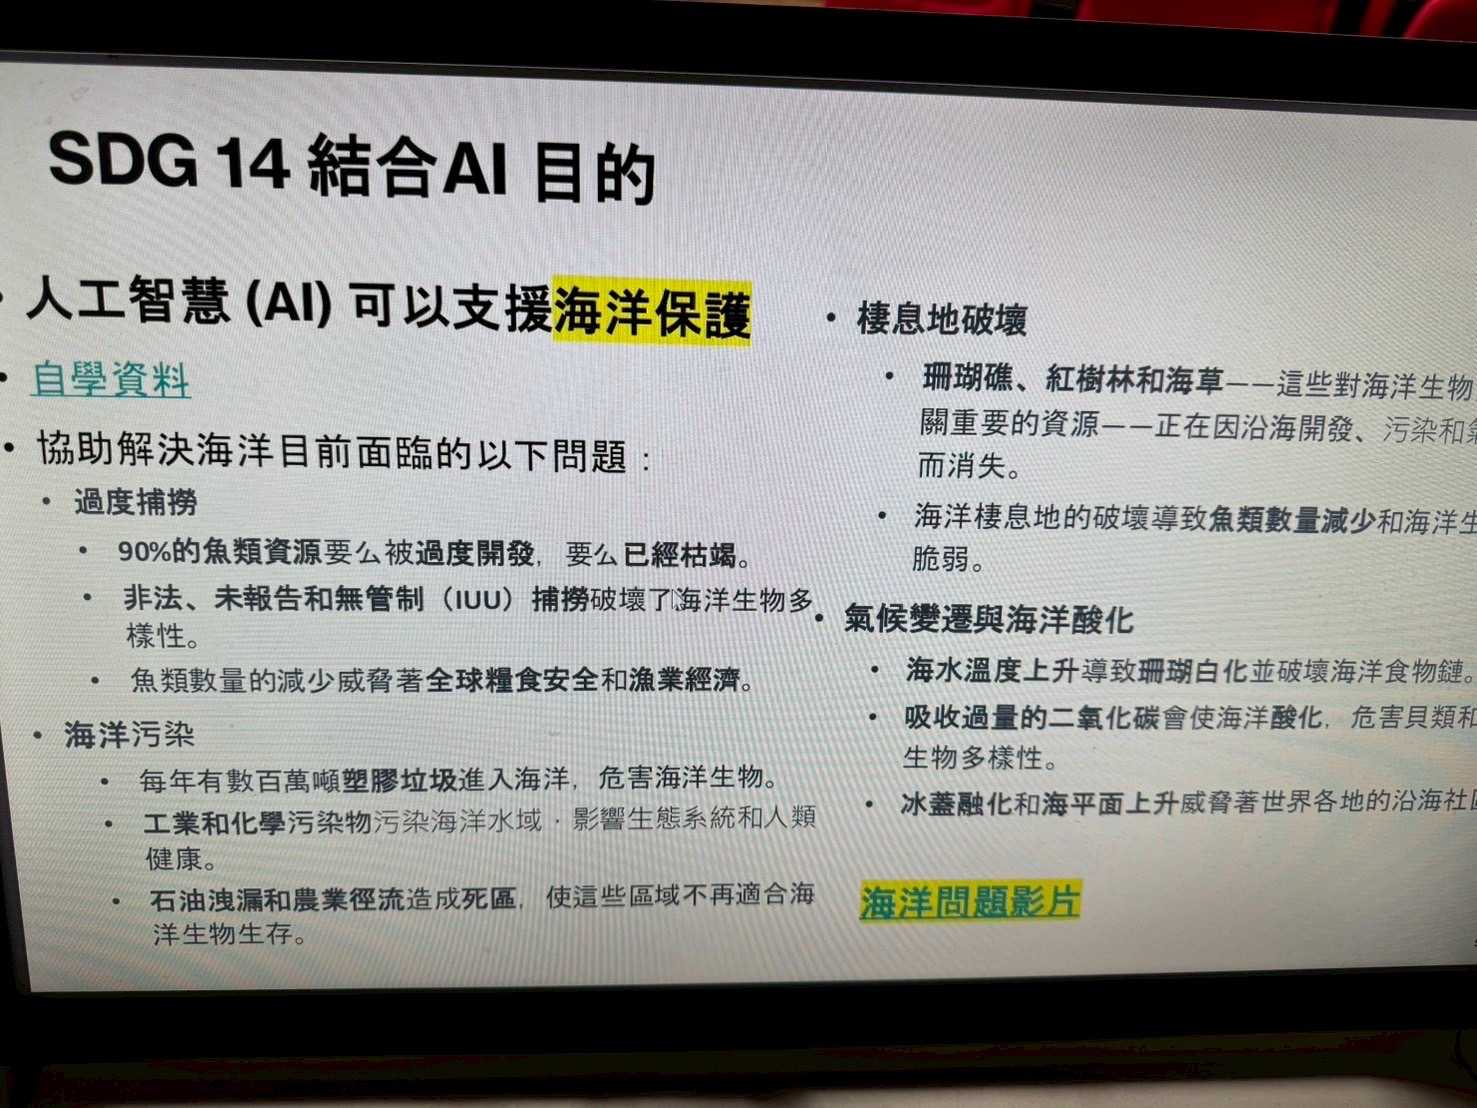 SDG 14 結合AI 目的
• 人工智慧 (AI) 可以支援海洋保護
• 自學資料
• 協助解決海洋目前面臨的以下問題：
• 過度捕撈
• 90%的魚類資源要么被過度開發，要么已經枯竭。
• 非法、未報告和無管制（IUU）捕撈破壞了海洋生物多
樣性。
• 魚類數量的減少威脅著全球糧食安全和漁業經濟。
• 海洋污染
• 每年有數百萬噸塑膠垃圾進入海洋，危害海洋生物。
• 工業和化學污染物污染海洋水域，影響生態系統和人類
健康。
• 石油洩漏和農業徑流造成死區，使這些區域不再適合海
洋生物生存。
• 棲息地破壞
• 珊瑚礁、紅樹林和海草——這些對海洋生物
關重要的資源——正在因沿海開發、污染和氣
而消失。
• 海洋棲息地的破壞導致魚類數量減少和海洋生
脆弱。
• 氣候變遷與海洋酸化
• 海水溫度上升導致珊瑚白化並破壞海洋食物鏈。
• 吸收過量的二氧化碳會使海洋酸化，危害貝類和
生物多樣性。
• 冰蓋融化和海平面上升威脅著世界各地的沿海社區
海洋問題影片